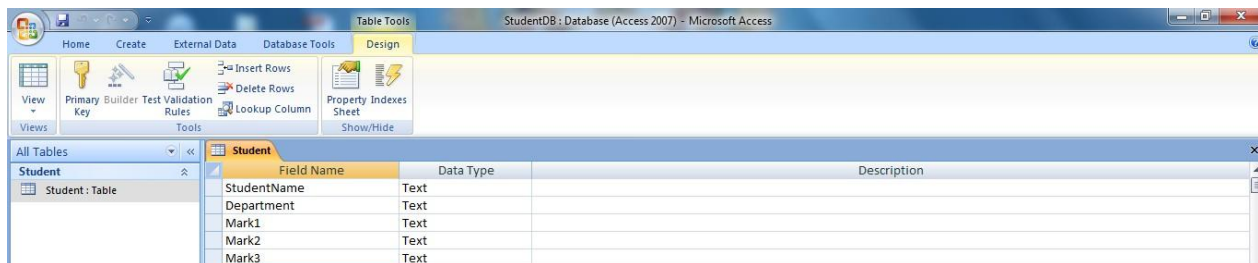 Table Tools StudentDB : Database (Access 2007) - Microsoft Access
Home Create External Data Database Tools Design
View
Primary Key
Builder
Test Validation Rules
Insert Rows
Delete Rows
Lookup Column
Property Sheet
Indexes
Views Tools Show/Hide
All Tables
Student
Student : Table
Student
Field Name Data Type Description
StudentName Text
Department Text
Mark1 Text
Mark2 Text
Mark3 Text